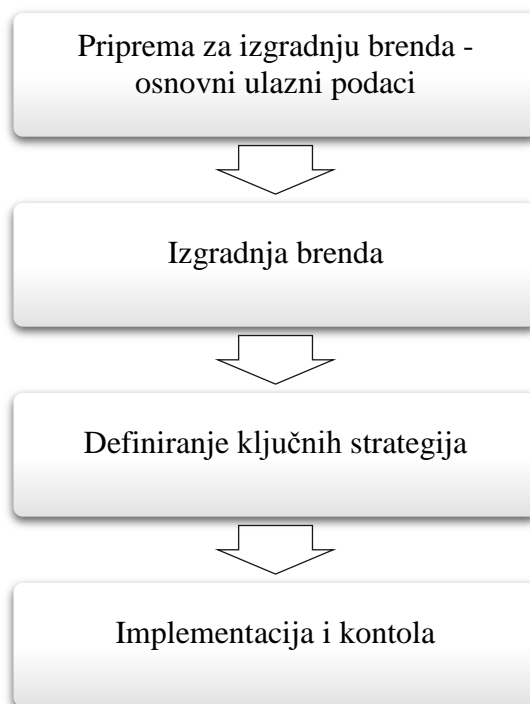 Priprema za izgradnju brenda -
osnovni ulazni podaci
Izgradnja brenda
Definiranje ključnih strategija
Implementacija i kontola